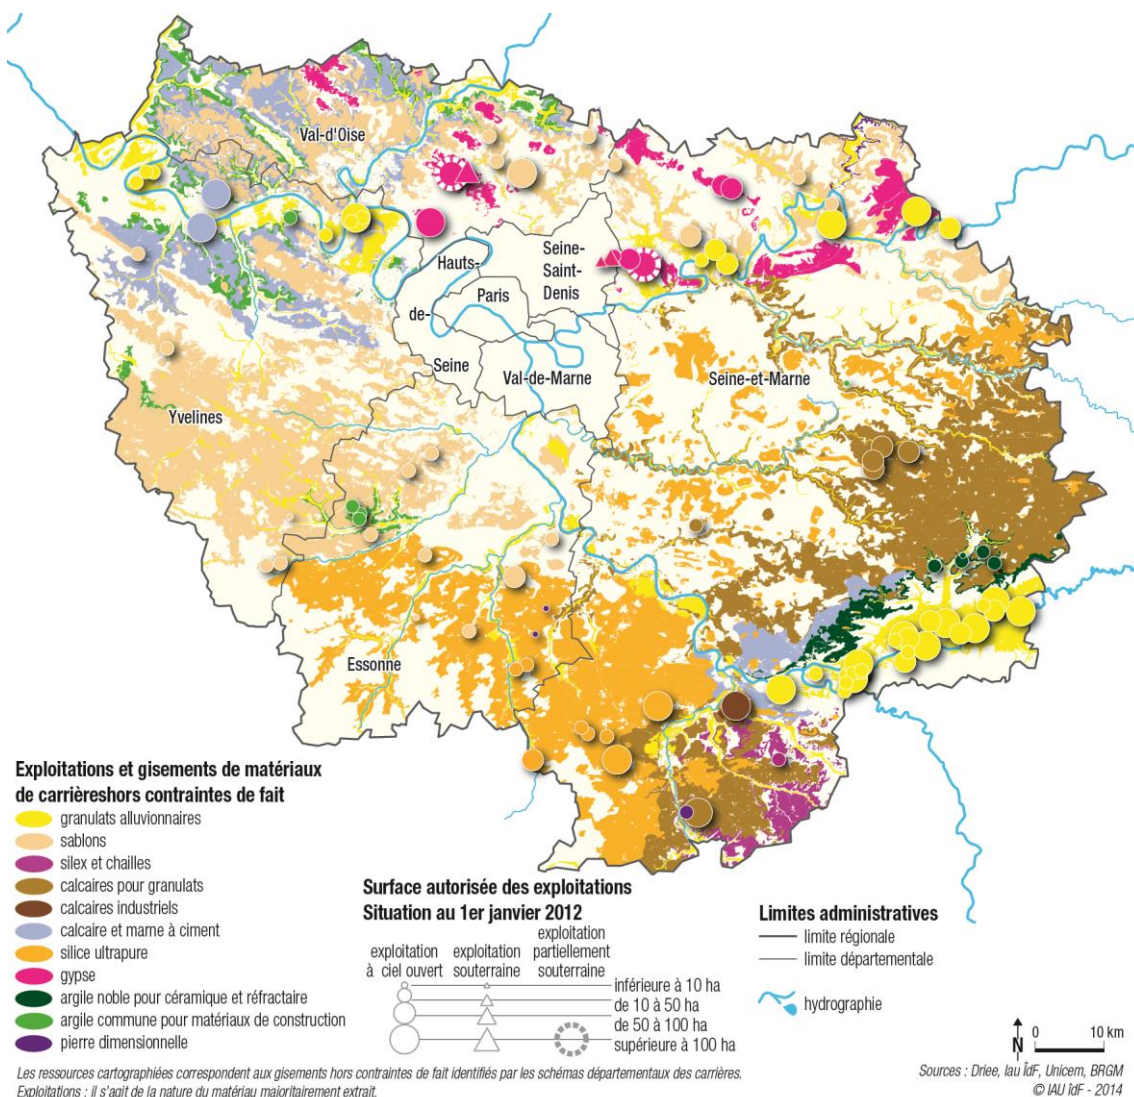 Val-d'Oise
Seine-
Saint-
Denis
Hauts-
Paris
de-
Seine
Val-de-Marne
Seine-et-Marne
Yvelines
Essonne
Exploitations et gisements de matériaux
de carrièreshors contraintes de fait
granulats alluvionnaires
sablons
silex et chailles
calcaires pour granulats
calcaires industriels
calcaire et marne à ciment
silice ultrapure
gypse
argile noble pour céramique et réfractaire
argile commune pour matériaux de construction
pierre dimensionnelle
Surface autorisée des exploitations
Situation au 1er janvier 2012
exploitation
à ciel ouvert
exploitation
souterraine
exploitation
partiellement
souterraine
inférieure à 10 ha
de 10 à 50 ha
de 50 à 100 ha
supérieure à 100 ha
Limites administratives
limite régionale
limite départementale
hydrographie
N
0 10 km
Les ressources cartographiées correspondent aux gisements hors contraintes de fait identifiés par les schémas départementaux des carrières.
Exploitations : il s'agit de la nature du matériau majoritairement extrait.
Sources : Driee, Iau ÎdF, Unicem, BRGM
© IAU îdF - 2014